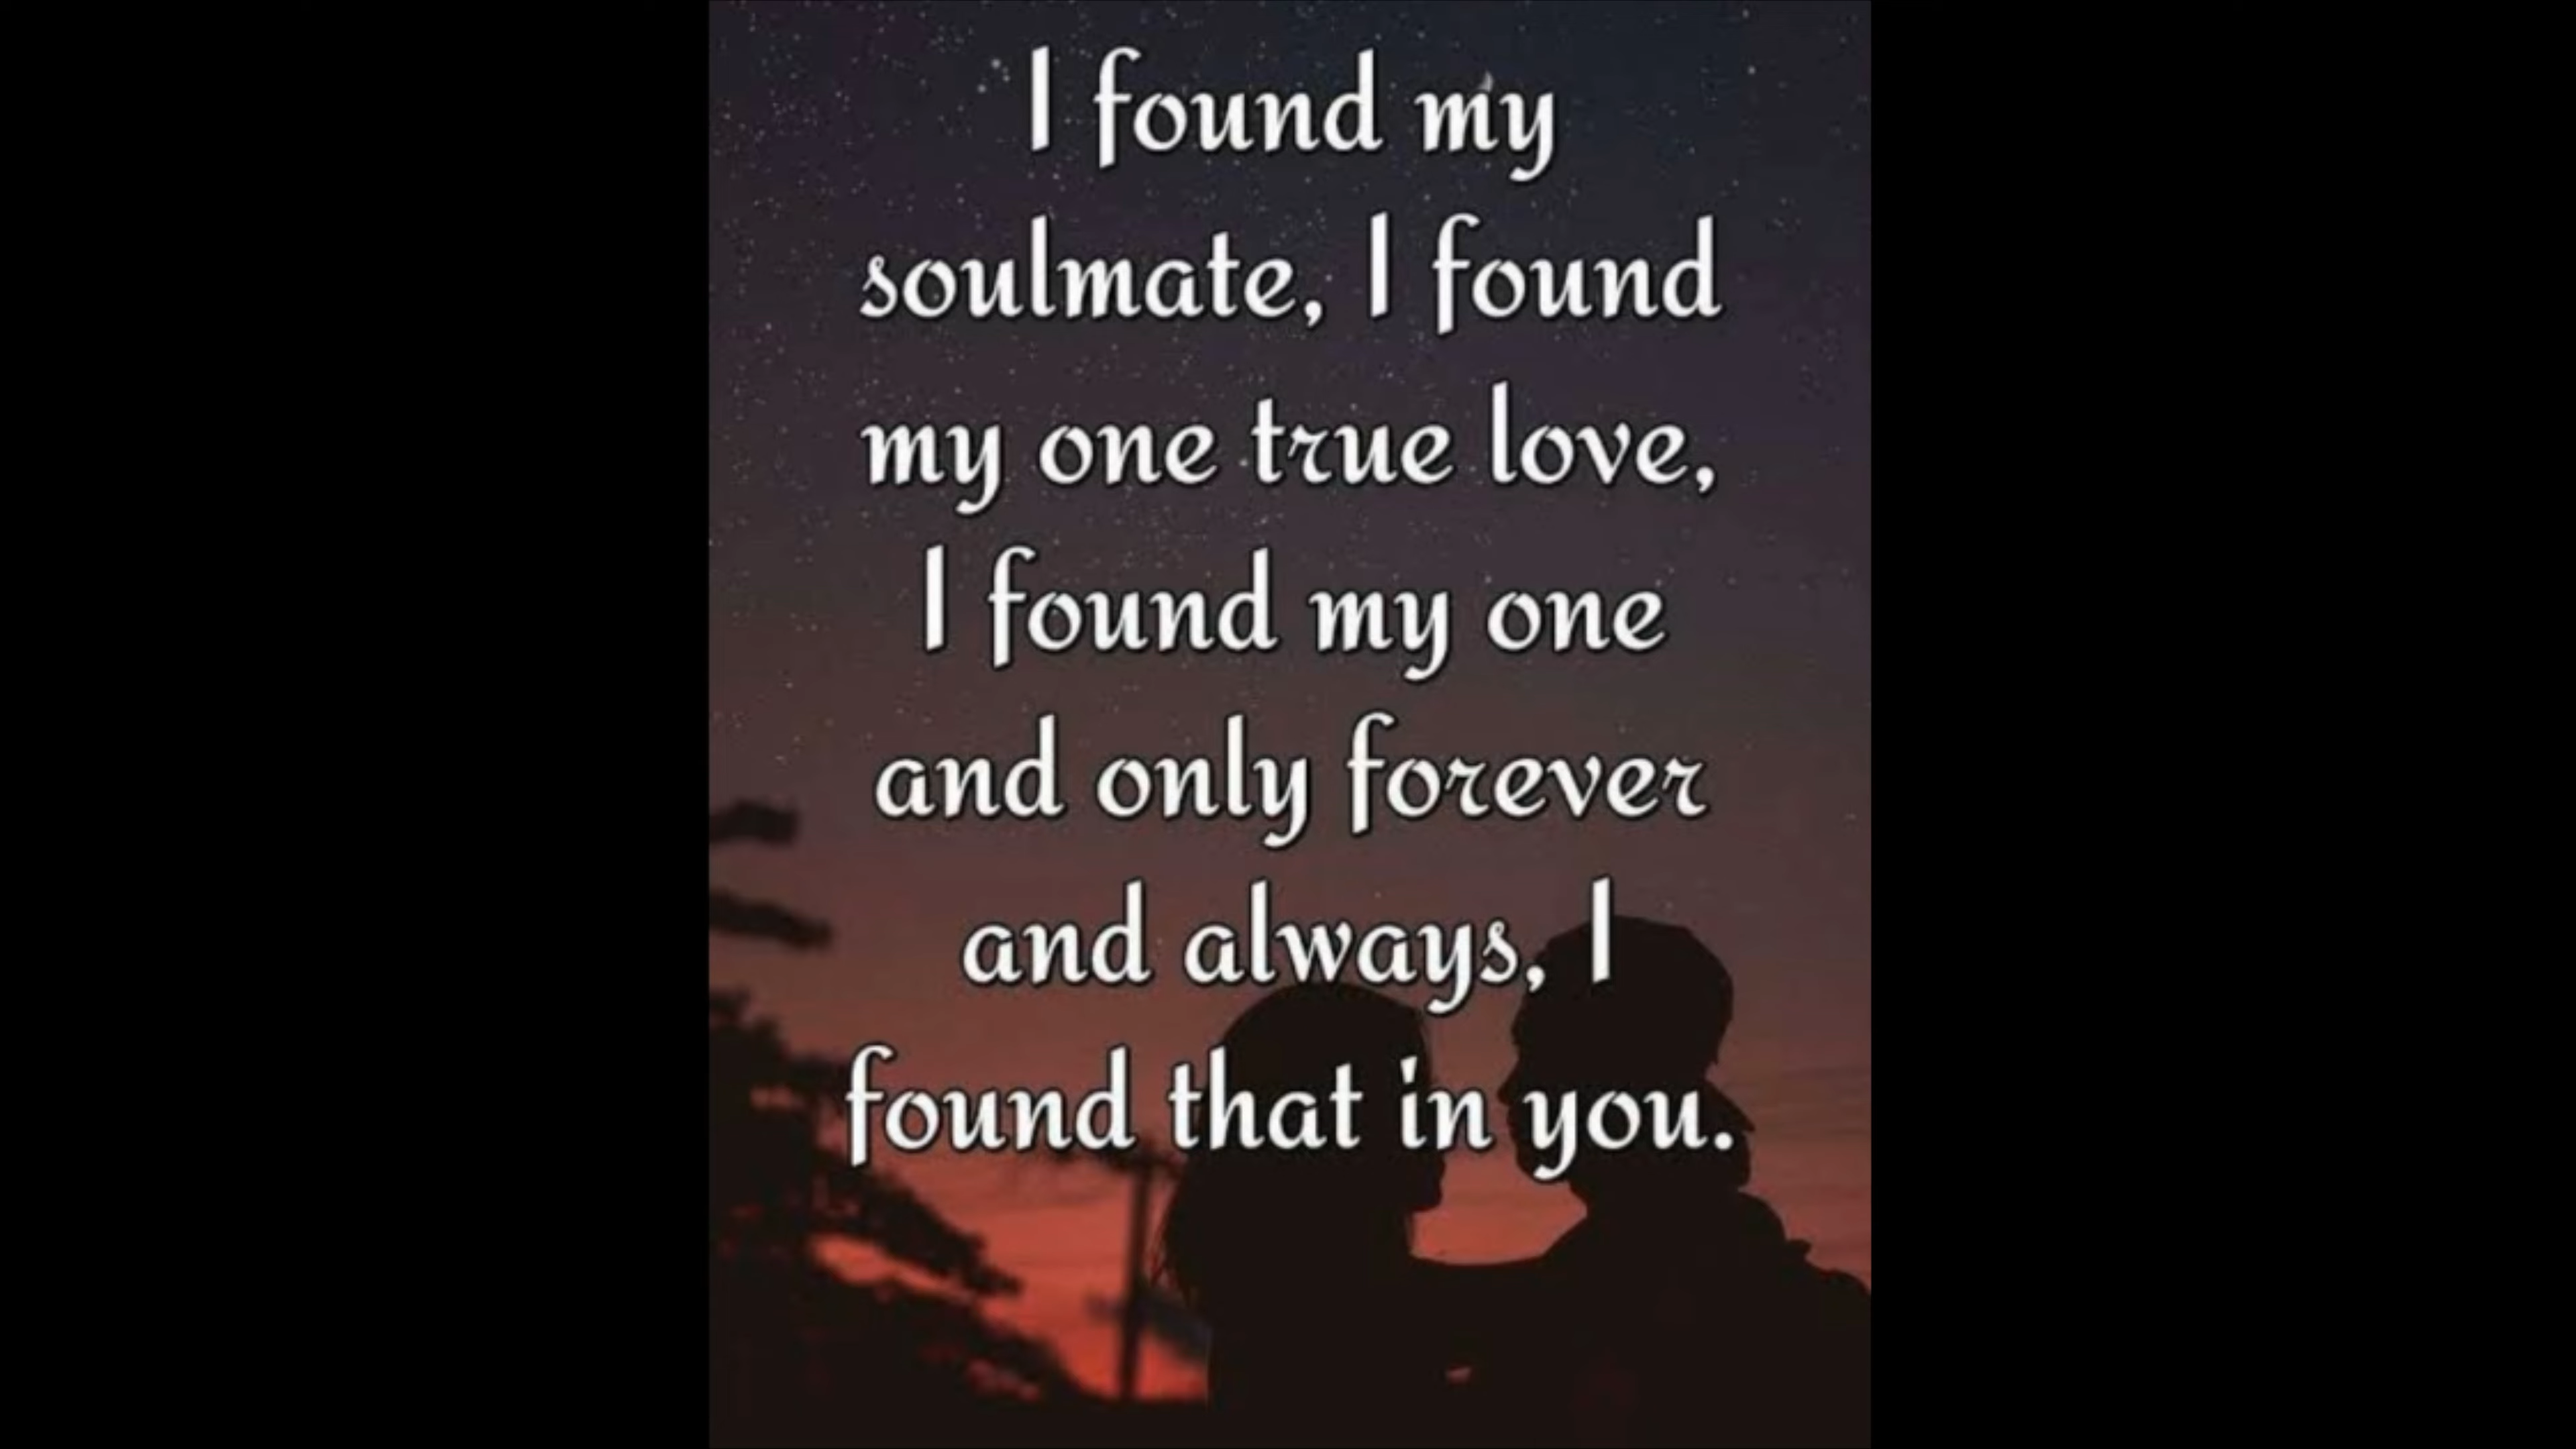 I found my
soulmate, I found
my one true love,
I found my one
and only forever
and always, I
found that in you.